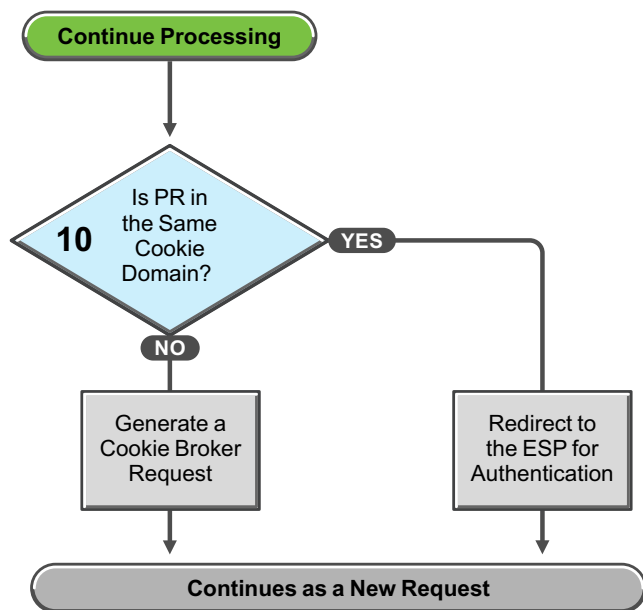 Continue Processing
10
Is PR in
the Same
Cookie
Domain?
YES
NO
Generate a
Cookie Broker
Request
Redirect to
the ESP for
Authentication
Continues as a New Request